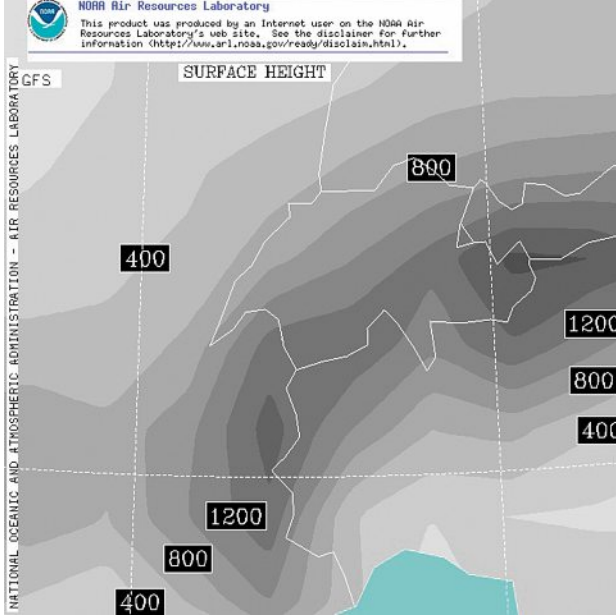 NOAA Air Resources Laboratory
This product was produced by an Internet user on the NOAA Air
Resources Laboratory's web site. See the disclaimer for further
information (http://www.arl.noaa.gov/ready/disclaim.html).
NOAA
GFS
SURFACE HEIGHT
NATIONAL OCEANIC AND ATMOSPHERIC ADMINISTRATION - AIR RESOURCES LABORATORY
800
400
1200
800
400
1200
800
400